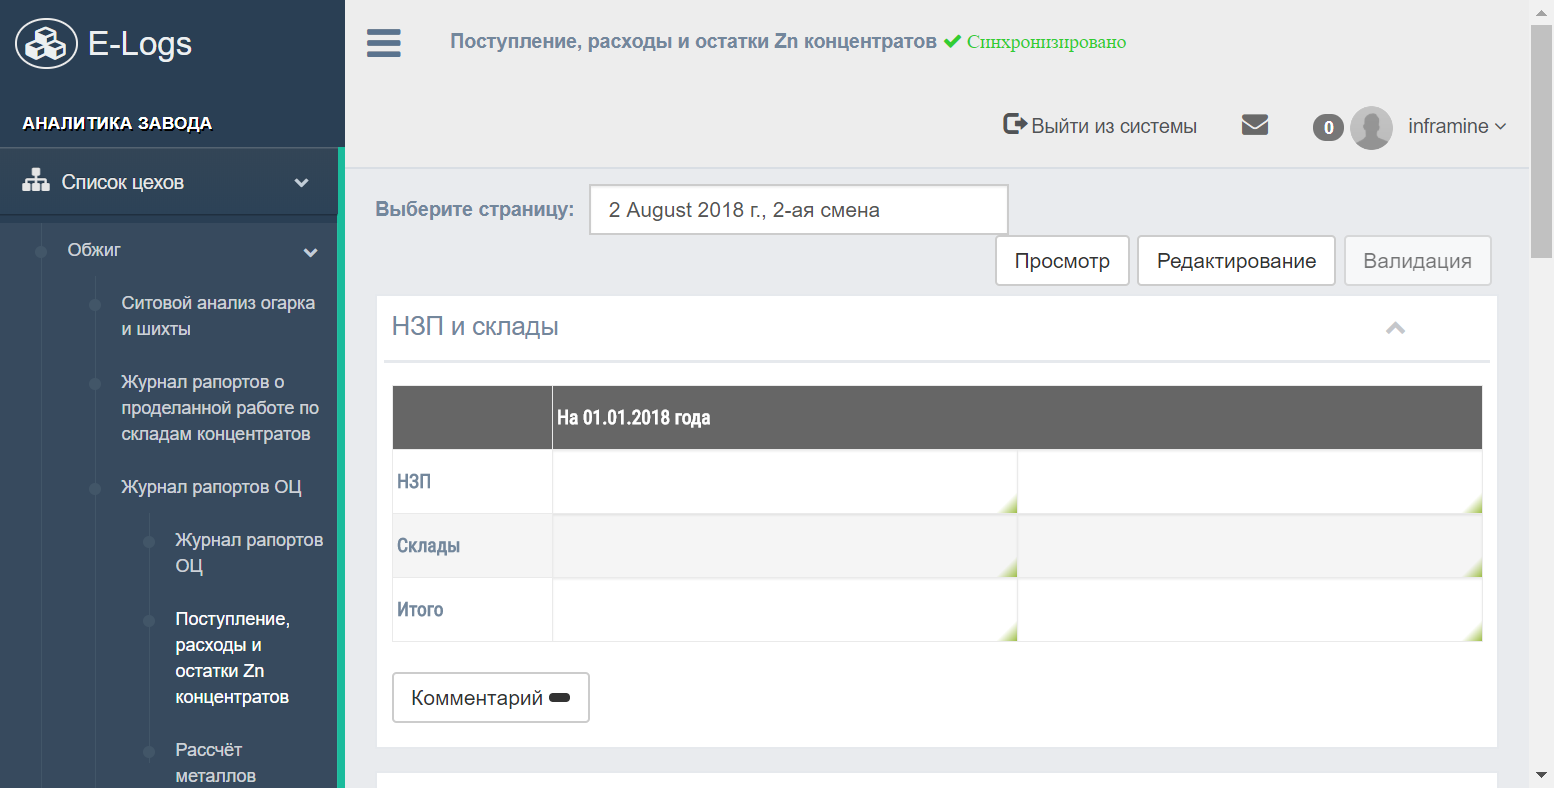 E-Logs
АНАЛИТИКА ЗАВОДА
Список цехов
Обжиг
Ситовой анализ огарка
и шихты
Журнал рапортов о
проделанной работе по
складам концентратов
Журнал рапортов ОЦ
Журнал рапортов
ОЦ
Поступление,
расходы и
остатки Zn
концентратов
Рассчёт
металлов
Поступление, расходы и остатки Zn концентратов Синхронизировано
Выйти из системы
0
inframine
Выберите страницу:
2 August 2018 г., 2-ая смена
Просмотр
Редактирование
Валидация
НЗП и склады
На 01.01.2018 года
НЗП
Склады
Итого
Комментарий